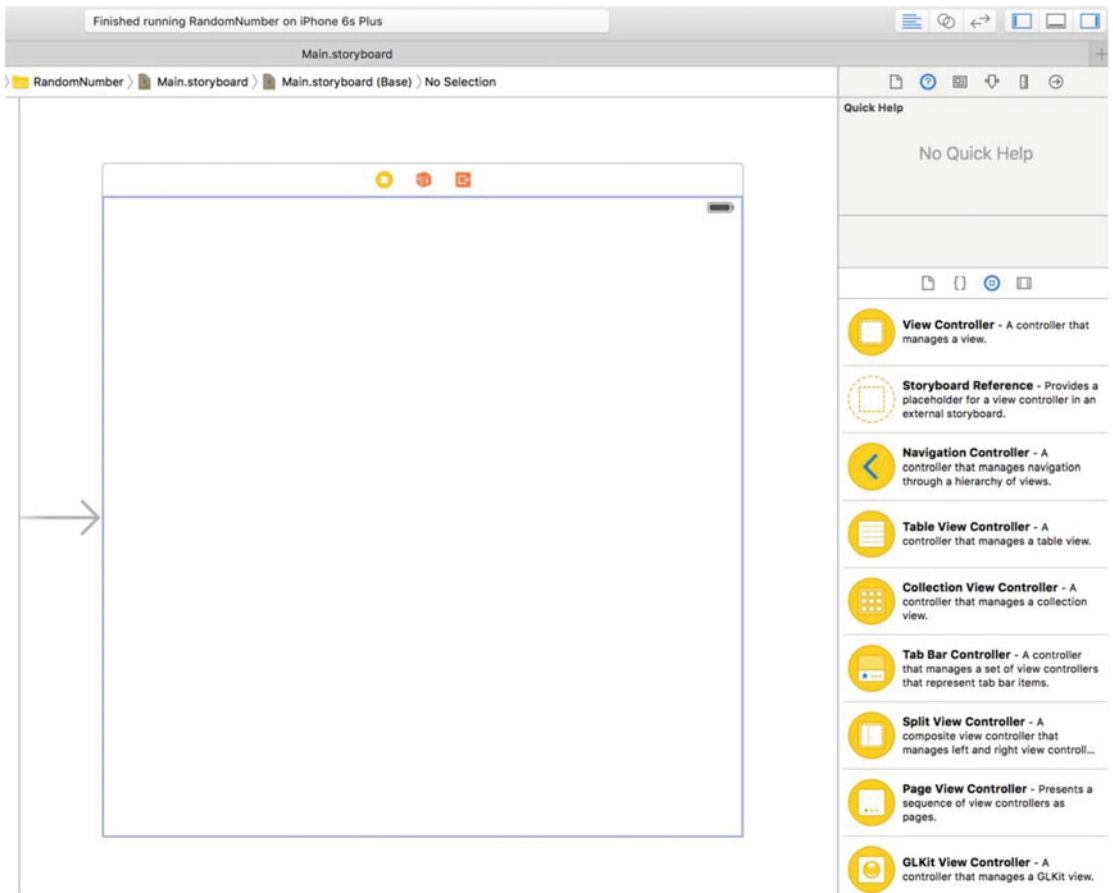 Finished running RandomNumber on iPhone 6s Plus
Main.storyboard
RandomNumber 〉 Main.storyboard 〉 Main.storyboard (Base) 〉 No Selection
Quick Help
No Quick Help
View Controller - A controller that
manages a view.
Storyboard Reference - Provides a
placeholder for a view controller in an
external storyboard.
Navigation Controller - A
controller that manages navigation
through a hierarchy of views.
Table View Controller - A
controller that manages a table view.
Collection View Controller - A
controller that manages a collection
view.
Tab Bar Controller - A controller
that manages a set of view controllers
that represent tab bar items.
Split View Controller - A
composite view controller that
manages left and right view controll...
Page View Controller - Presents a
sequence of view controllers as
pages.
GLKit View Controller - A
controller that manages a GLKit view.